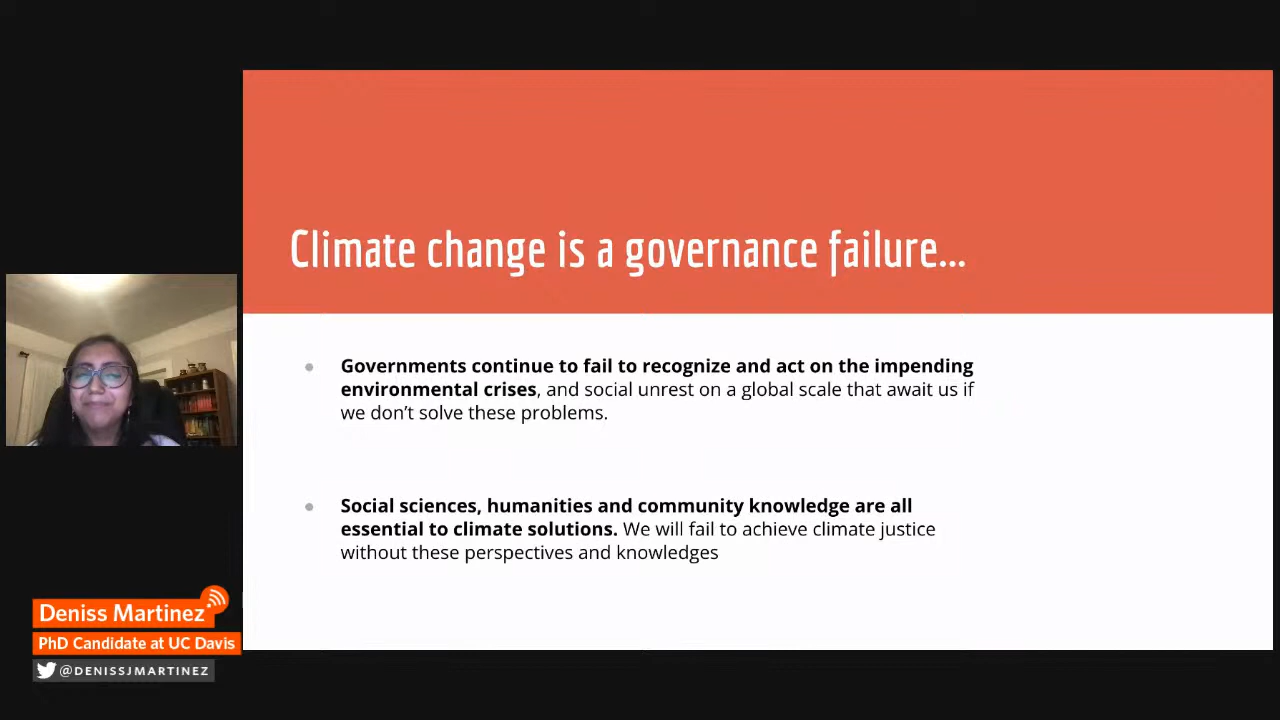 Climate change is a governance failure...
Governments continue to fail to recognize and act on the impending
environmental crises, and social unrest on a global scale that await us if
we don't solve these problems.
Social sciences, humanities and community knowledge are all
essential to climate solutions. We will fail to achieve climate justice
without these perspectives and knowledges
Deniss Martinez
PhD Candidate at UC Davis
@DENISSJMARTINEZ